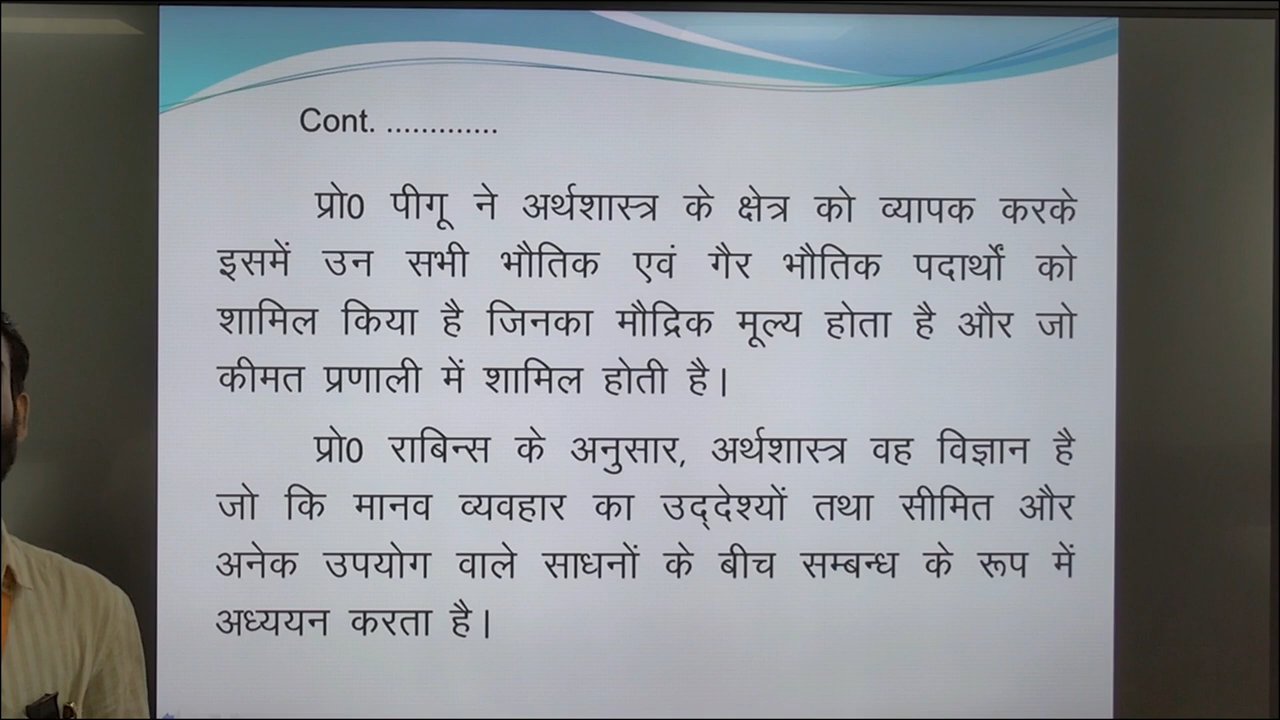 Cont. .............
प्रो0 पीगू ने अर्थशास्त्र के क्षेत्र को व्यापक करके
इसमें उन सभी भौतिक एवं गैर भौतिक पदार्थों को
शामिल किया है जिनका मौद्रिक मूल्य होता है और जो
कीमत प्रणाली में शामिल होती है।
प्रो0 राबिन्स के अनुसार, अर्थशास्त्र वह विज्ञान है
जो कि मानव व्यवहार का उद्‌देश्यों तथा सीमित और
अनेक उपयोग वाले साधनों के बीच सम्बन्ध के रूप में
अध्ययन करता है।